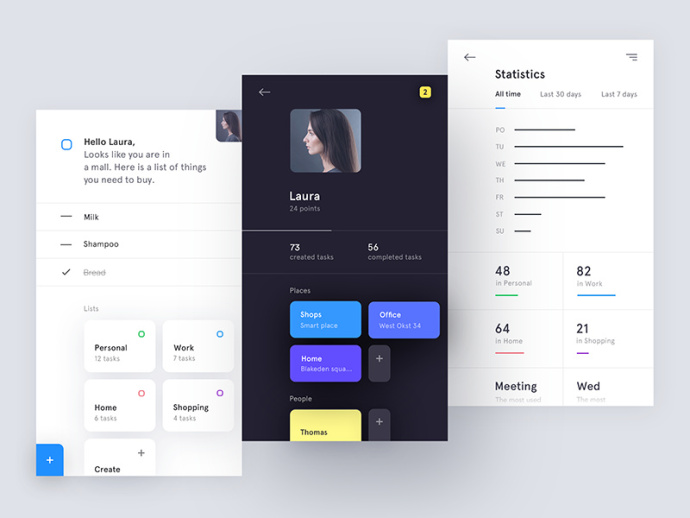 Hello Laura,
Looks like you are in
a mall. Here is a list of things
you need to buy.
Milk
Shampoo
Bread
Lists
Personal
12 tasks
Work
7 tasks
Home
6 tasks
Shopping
4 tasks
+
Create
+
2
Laura
24 points
73
created tasks
56
completed tasks
Places
Shops
Smart place
Office
West Okst 34
Home
Blakeden squa...
+
People
Thomas
+
Statistics
All time
Last 30 days
Last 7 days
PO
TU
WE
TH
FR
ST
SU
48
in Personal
82
in Work
64
in Home
21
in Shopping
Meeting
The most used
Wed
The most